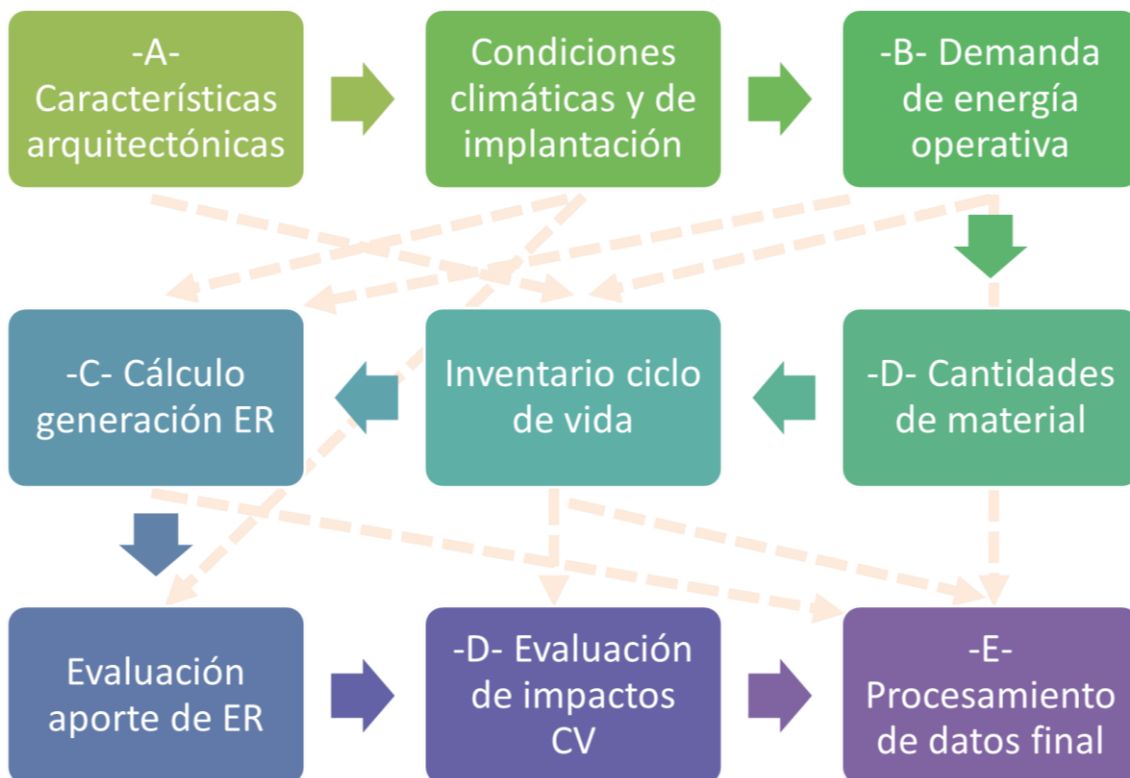 -A-
Características
arquitectónicas
Condiciones
climáticas y de
implantación
-B- Demanda
de energía
operativa
-C- Cálculo
generación ER
Inventario ciclo
de vida
-D- Cantidades
de material
Evaluación
aporte de ER
-D- Evaluación
de impactos
CV
-E-
Procesamiento
de datos final